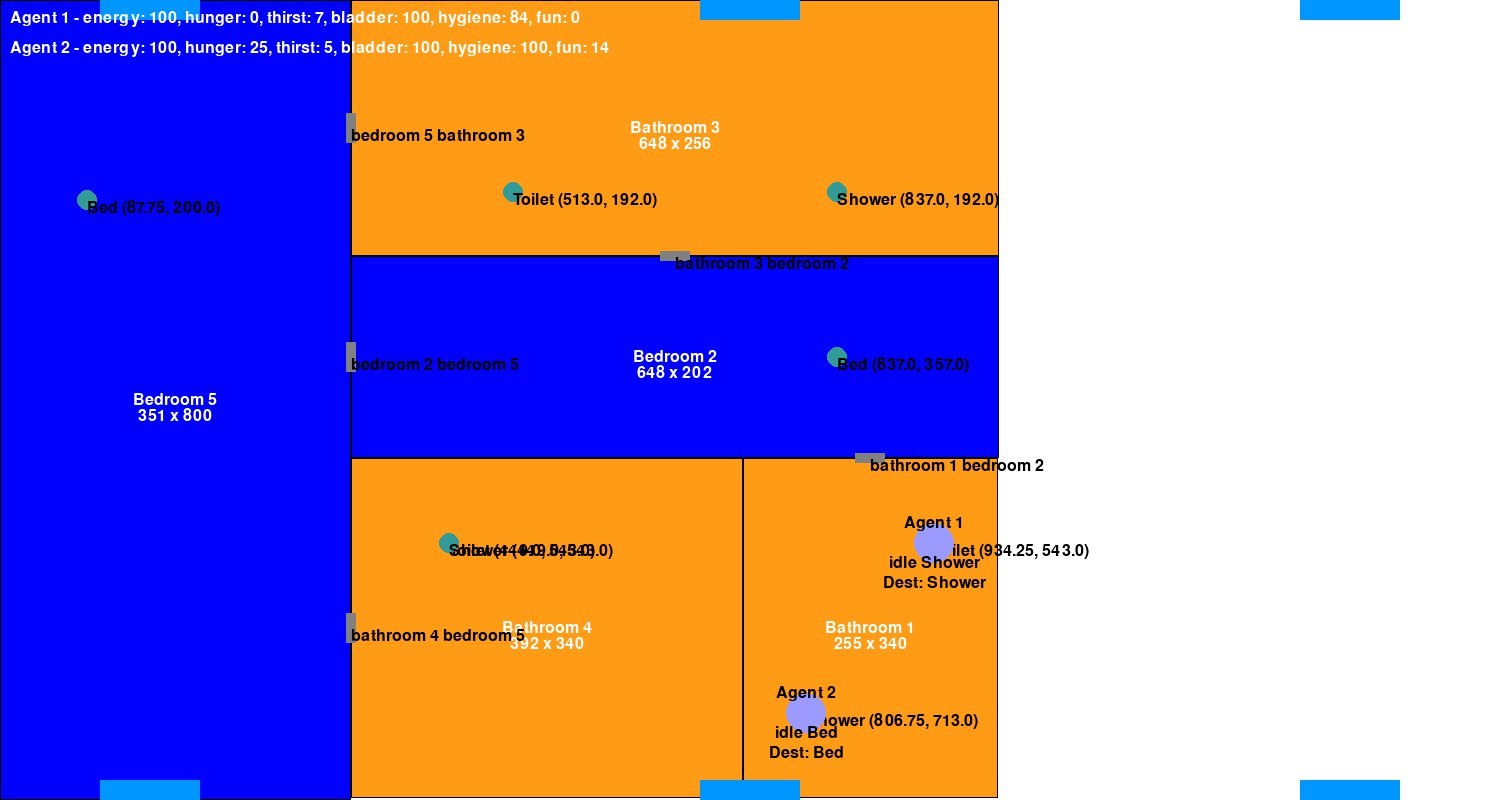 Agent 1 - energy: 100, hunger: 0, thirst: 7, bladder: 100, hygiene: 84, fun: 0
Agent 2 - energy: 100, hunger: 25, thirst: 5, bladder: 100, hygiene: 100, fun: 14
Bathroom 3
648 x 256
bedroom 5 bathroom 3
Bed (87.75, 200.0)
Toilet (513.0, 192.0)
Shower (837.0, 192.0)
bathroom 3 bedroom 2
Bedroom 2
648 x 202
bedroom 2 bedroom 5
Bed (837.0, 357.0)
Bedroom 5
351 x 800
bathroom 1 bedroom 2
Agent 1
ilet (934.25, 543.0)
idle Shower
Dest: Shower
Bathroom 4
392 x 340
bathroom 4 bedroom 5
Bathroom 1
255 x 340
Agent 2
ower (806.75, 713.0)
idle Bed
Dest: Bed